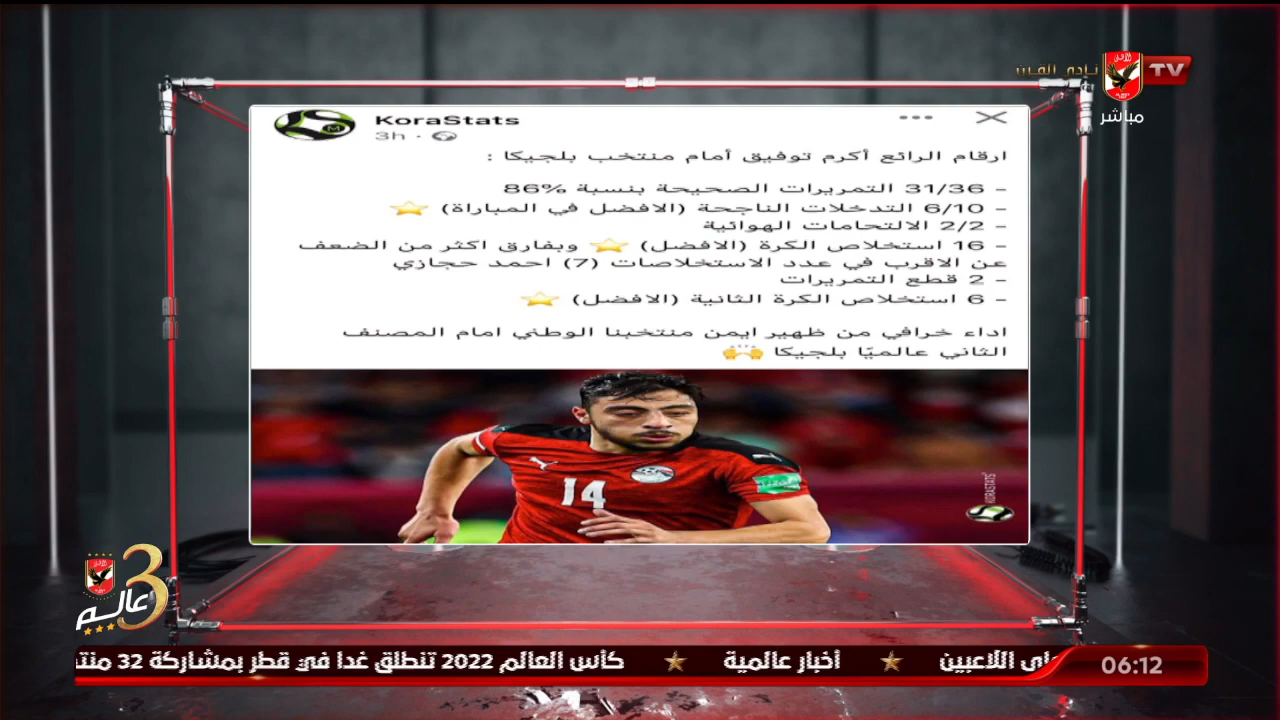 نادي القرن
TV
مباشر
KoraStats
3h ·
ارقام الرائع أكرم توفيق أمام منتخب بلجيكا :
- 31/36 التمريرات الصحيحة بنسبة 86%
- 6/10 التدخلات الناجحة (الافضل في المباراة) ⭐
- 2/2 الالتحامات الهوائية
- 16 استخلاص الكرة (الافضل) ⭐ وبفارق اكثر من الضعف
عن الاقرب في عدد الاستخلاصات (7) احمد حجازي
- 2 قطع التمريرات
- 6 استخلاص الكرة الثانية (الافضل) ⭐
اداء خرافي من ظهير ايمن منتخبنا الوطني امام المصنف
الثاني عالميًا بلجيكا 🙌
14
KORASTATS
3
عالم
اللاعبين ★ أخبار عالمية ★ كأس العالم 2022 تنطلق غدا في قطر بمشاركة 32
06:12